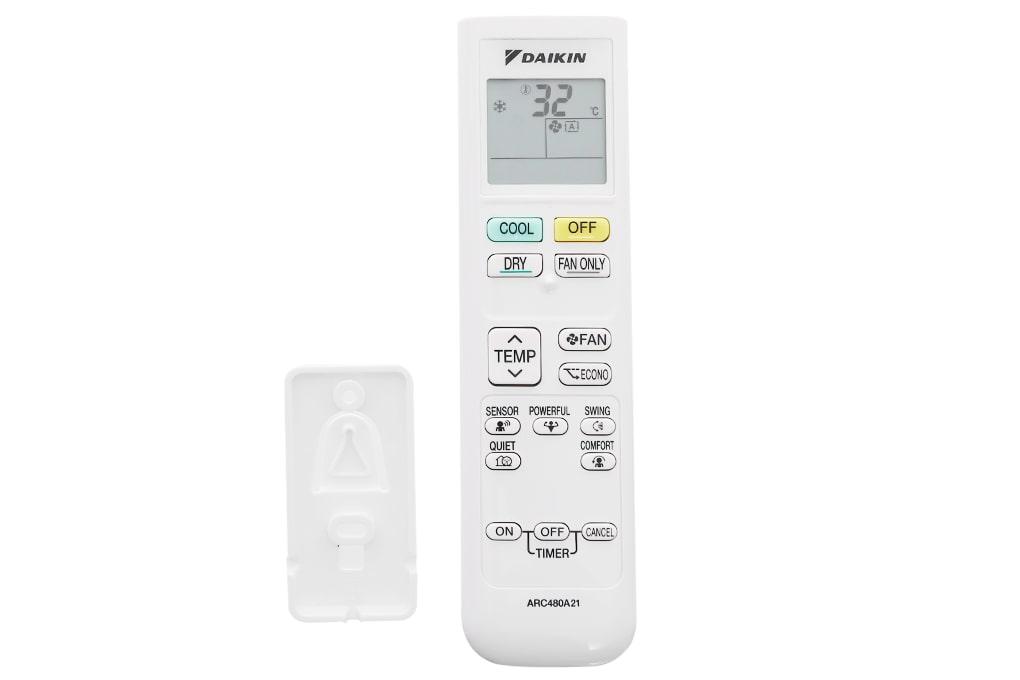 DAIKIN
32 °C
A
COOL OFF
DRY FAN ONLY
TEMP FAN
ECONO
SENSOR POWERFUL SWING
QUIET COMFORT
ON OFF CANCEL
TIMER
ARC480A21